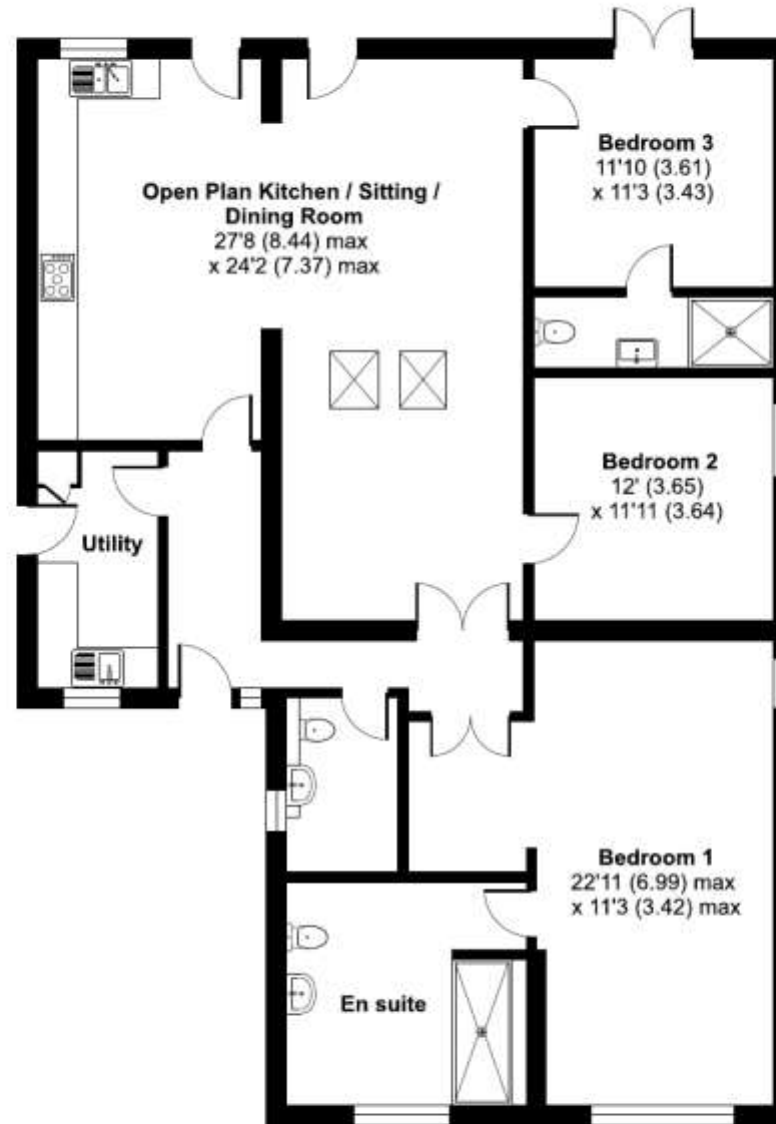 Bedroom 3
11'10 (3.61)
x 11'3 (3.43)
Open Plan Kitchen / Sitting /
Dining Room
27'8 (8.44) max
x 24'2 (7.37) max
Bedroom 2
12' (3.65)
x 11'11 (3.64)
Utility
Bedroom 1
22'11 (6.99) max
x 11'3 (3.42) max
En suite